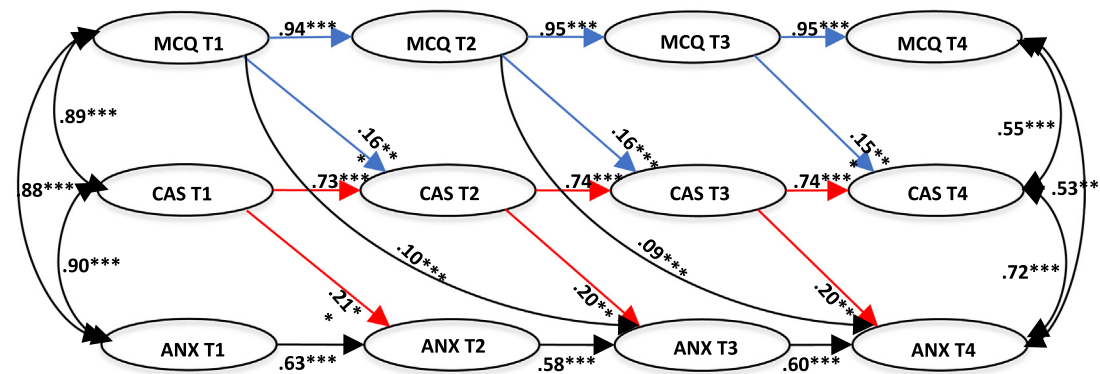 MCQ T1 .94*** MCQ T2 .95*** MCQ T3 .95*** MCQ T4
.89*** .55***
.16**
*
.16***
.15**
*
.88*** CAS T1 .73*** CAS T2 .74*** CAS T3 .74*** CAS T4 .53**
.90*** .10*** .09*** .72***
.21*
*
.20**
.20**
ANX T1 .63*** ANX T2 .58*** ANX T3 .60*** ANX T4